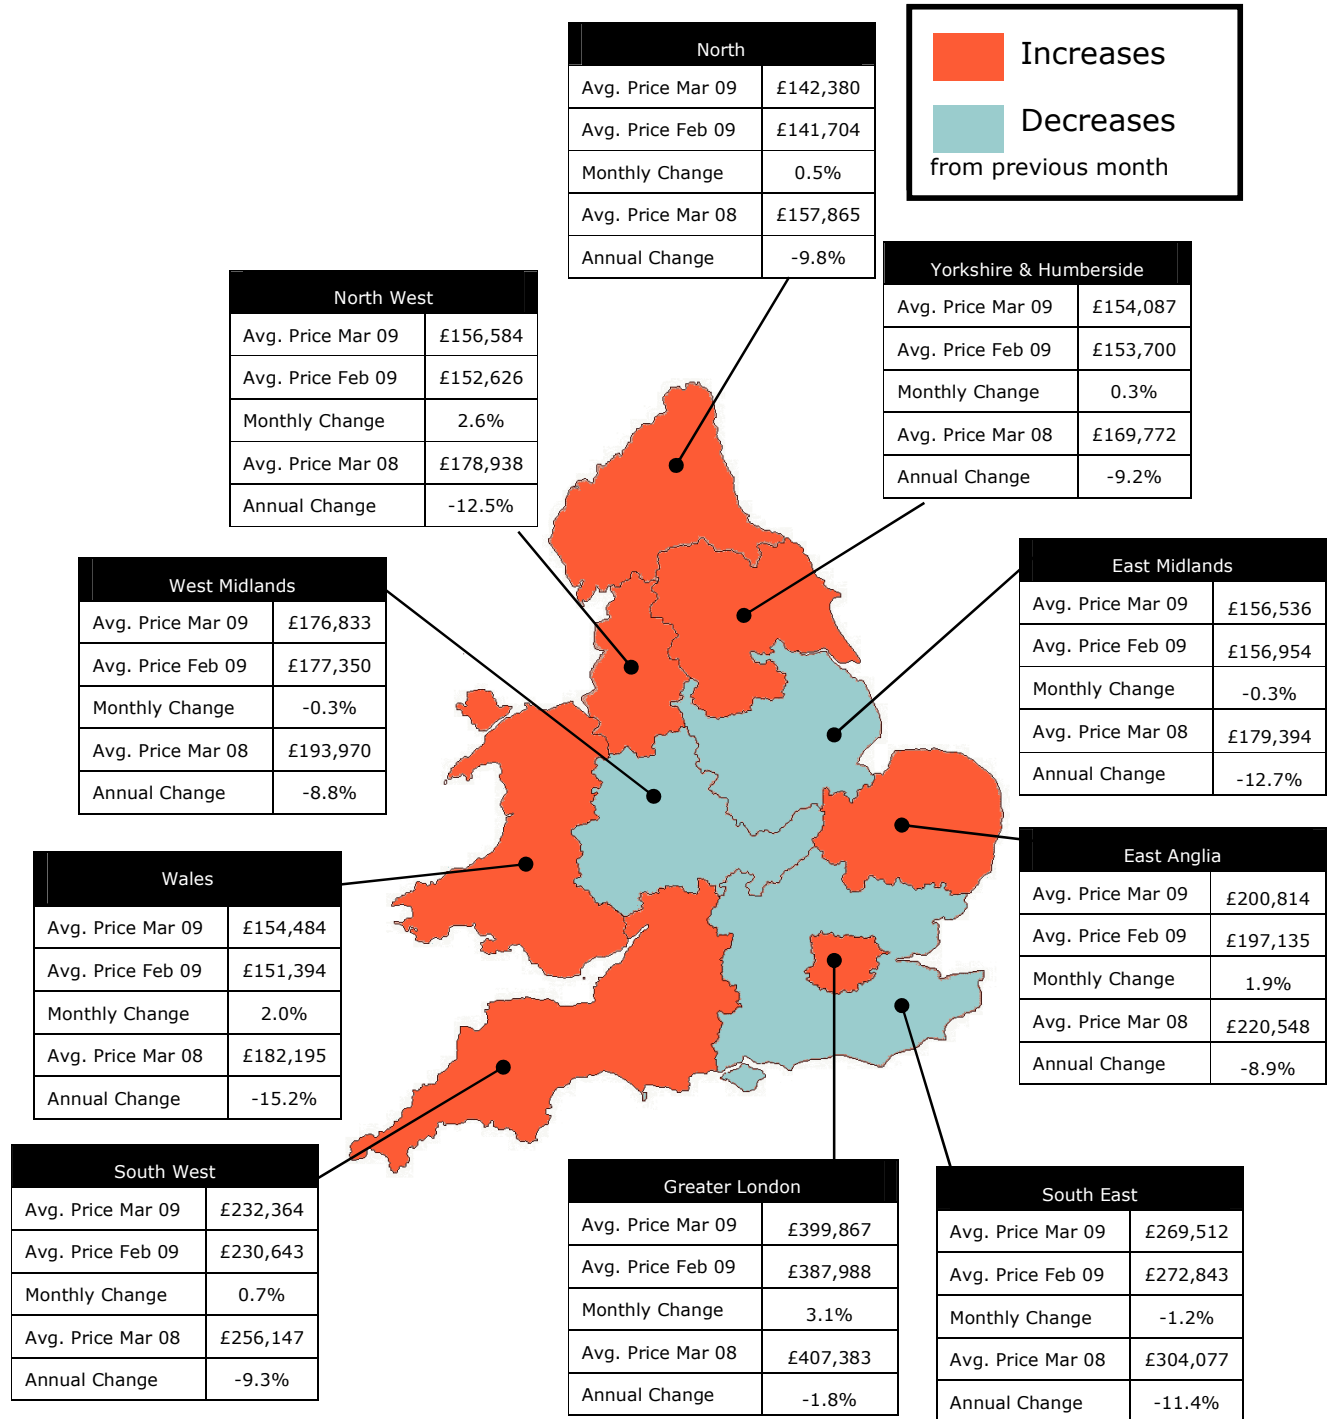 North
Avg. Price Mar 09 £142,380
Avg. Price Feb 09 £141,704
Monthly Change 0.5%
Avg. Price Mar 08 £157,865
Annual Change -9.8%
Increases
Decreases
from previous month
Yorkshire & Humberside
Avg. Price Mar 09 £154,087
Avg. Price Feb 09 £153,700
Monthly Change 0.3%
Avg. Price Mar 08 £169,772
Annual Change -9.2%
North West
Avg. Price Mar 09 £156,584
Avg. Price Feb 09 £152,626
Monthly Change 2.6%
Avg. Price Mar 08 £178,938
Annual Change -12.5%
West Midlands
Avg. Price Mar 09 £176,833
Avg. Price Feb 09 £177,350
Monthly Change -0.3%
Avg. Price Mar 08 £193,970
Annual Change -8.8%
East Midlands
Avg. Price Mar 09 £156,536
Avg. Price Feb 09 £156,954
Monthly Change -0.3%
Avg. Price Mar 08 £179,394
Annual Change -12.7%
Wales
Avg. Price Mar 09 £154,484
Avg. Price Feb 09 £151,394
Monthly Change 2.0%
Avg. Price Mar 08 £182,195
Annual Change -15.2%
East Anglia
Avg. Price Mar 09 £200,814
Avg. Price Feb 09 £197,135
Monthly Change 1.9%
Avg. Price Mar 08 £220,548
Annual Change -8.9%
South West
Avg. Price Mar 09 £232,364
Avg. Price Feb 09 £230,643
Monthly Change 0.7%
Avg. Price Mar 08 £256,147
Annual Change -9.3%
Greater London
Avg. Price Mar 09 £399,867
Avg. Price Feb 09 £387,988
Monthly Change 3.1%
Avg. Price Mar 08 £407,383
Annual Change -1.8%
South East
Avg. Price Mar 09 £269,512
Avg. Price Feb 09 £272,843
Monthly Change -1.2%
Avg. Price Mar 08 £304,077
Annual Change -11.4%